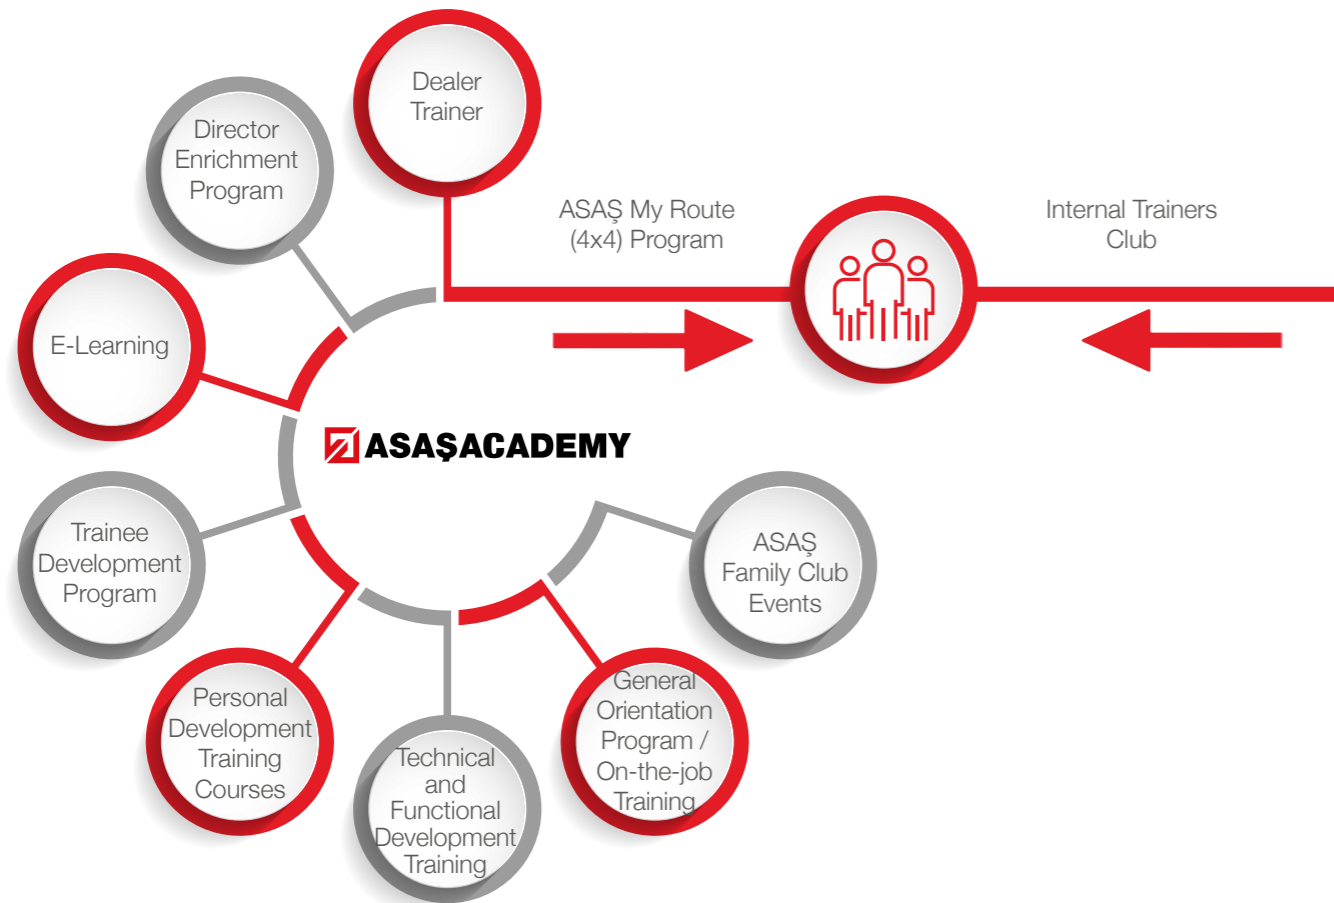 Dealer
Trainer
Director
Enrichment
Program
ASAŞ My Route
(4x4) Program
Internal Trainers
Club
E-Learning
ASAŞACADEMY
Trainee
Development
Program
ASAŞ
Family Club
Events
Personal
Development
Training
Courses
General
Orientation
Program /
On-the-job
Training
Technical
and
Functional
Development
Training